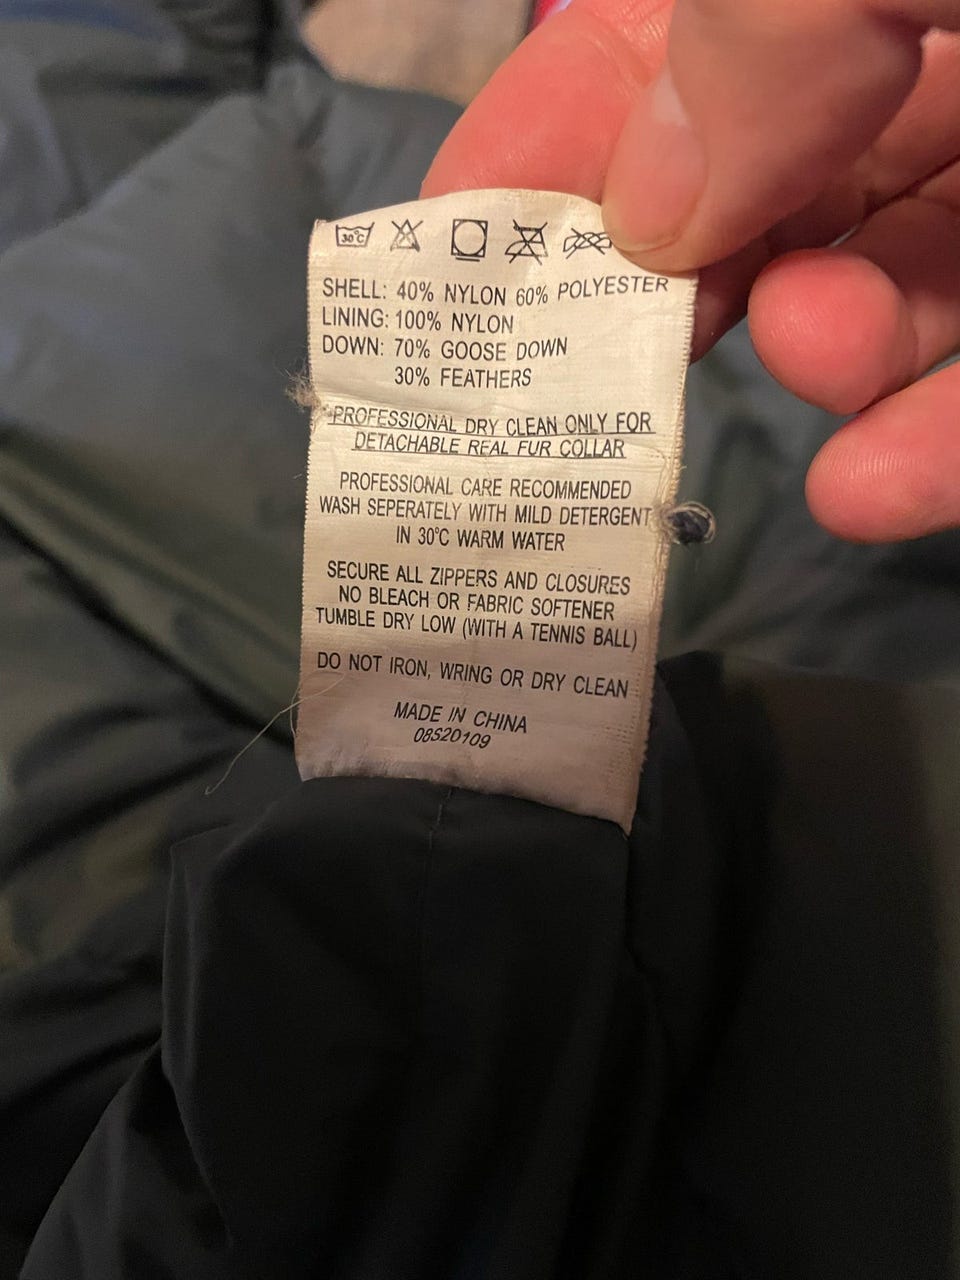 30°C
SHELL: 40% NYLON 60% POLYESTER
LINING: 100% NYLON
DOWN: 70% GOOSE DOWN
30% FEATHERS
PROFESSIONAL DRY CLEAN ONLY FOR
DETACHABLE REAL FUR COLLAR
PROFESSIONAL CARE RECOMMENDED
WASH SEPERATELY WITH MILD DETERGENT
IN 30°C WARM WATER
SECURE ALL ZIPPERS AND CLOSURES
NO BLEACH OR FABRIC SOFTENER
TUMBLE DRY LOW (WITH A TENNIS BALL)
DO NOT IRON, WRING OR DRY CLEAN
MADE IN CHINA
08S20109